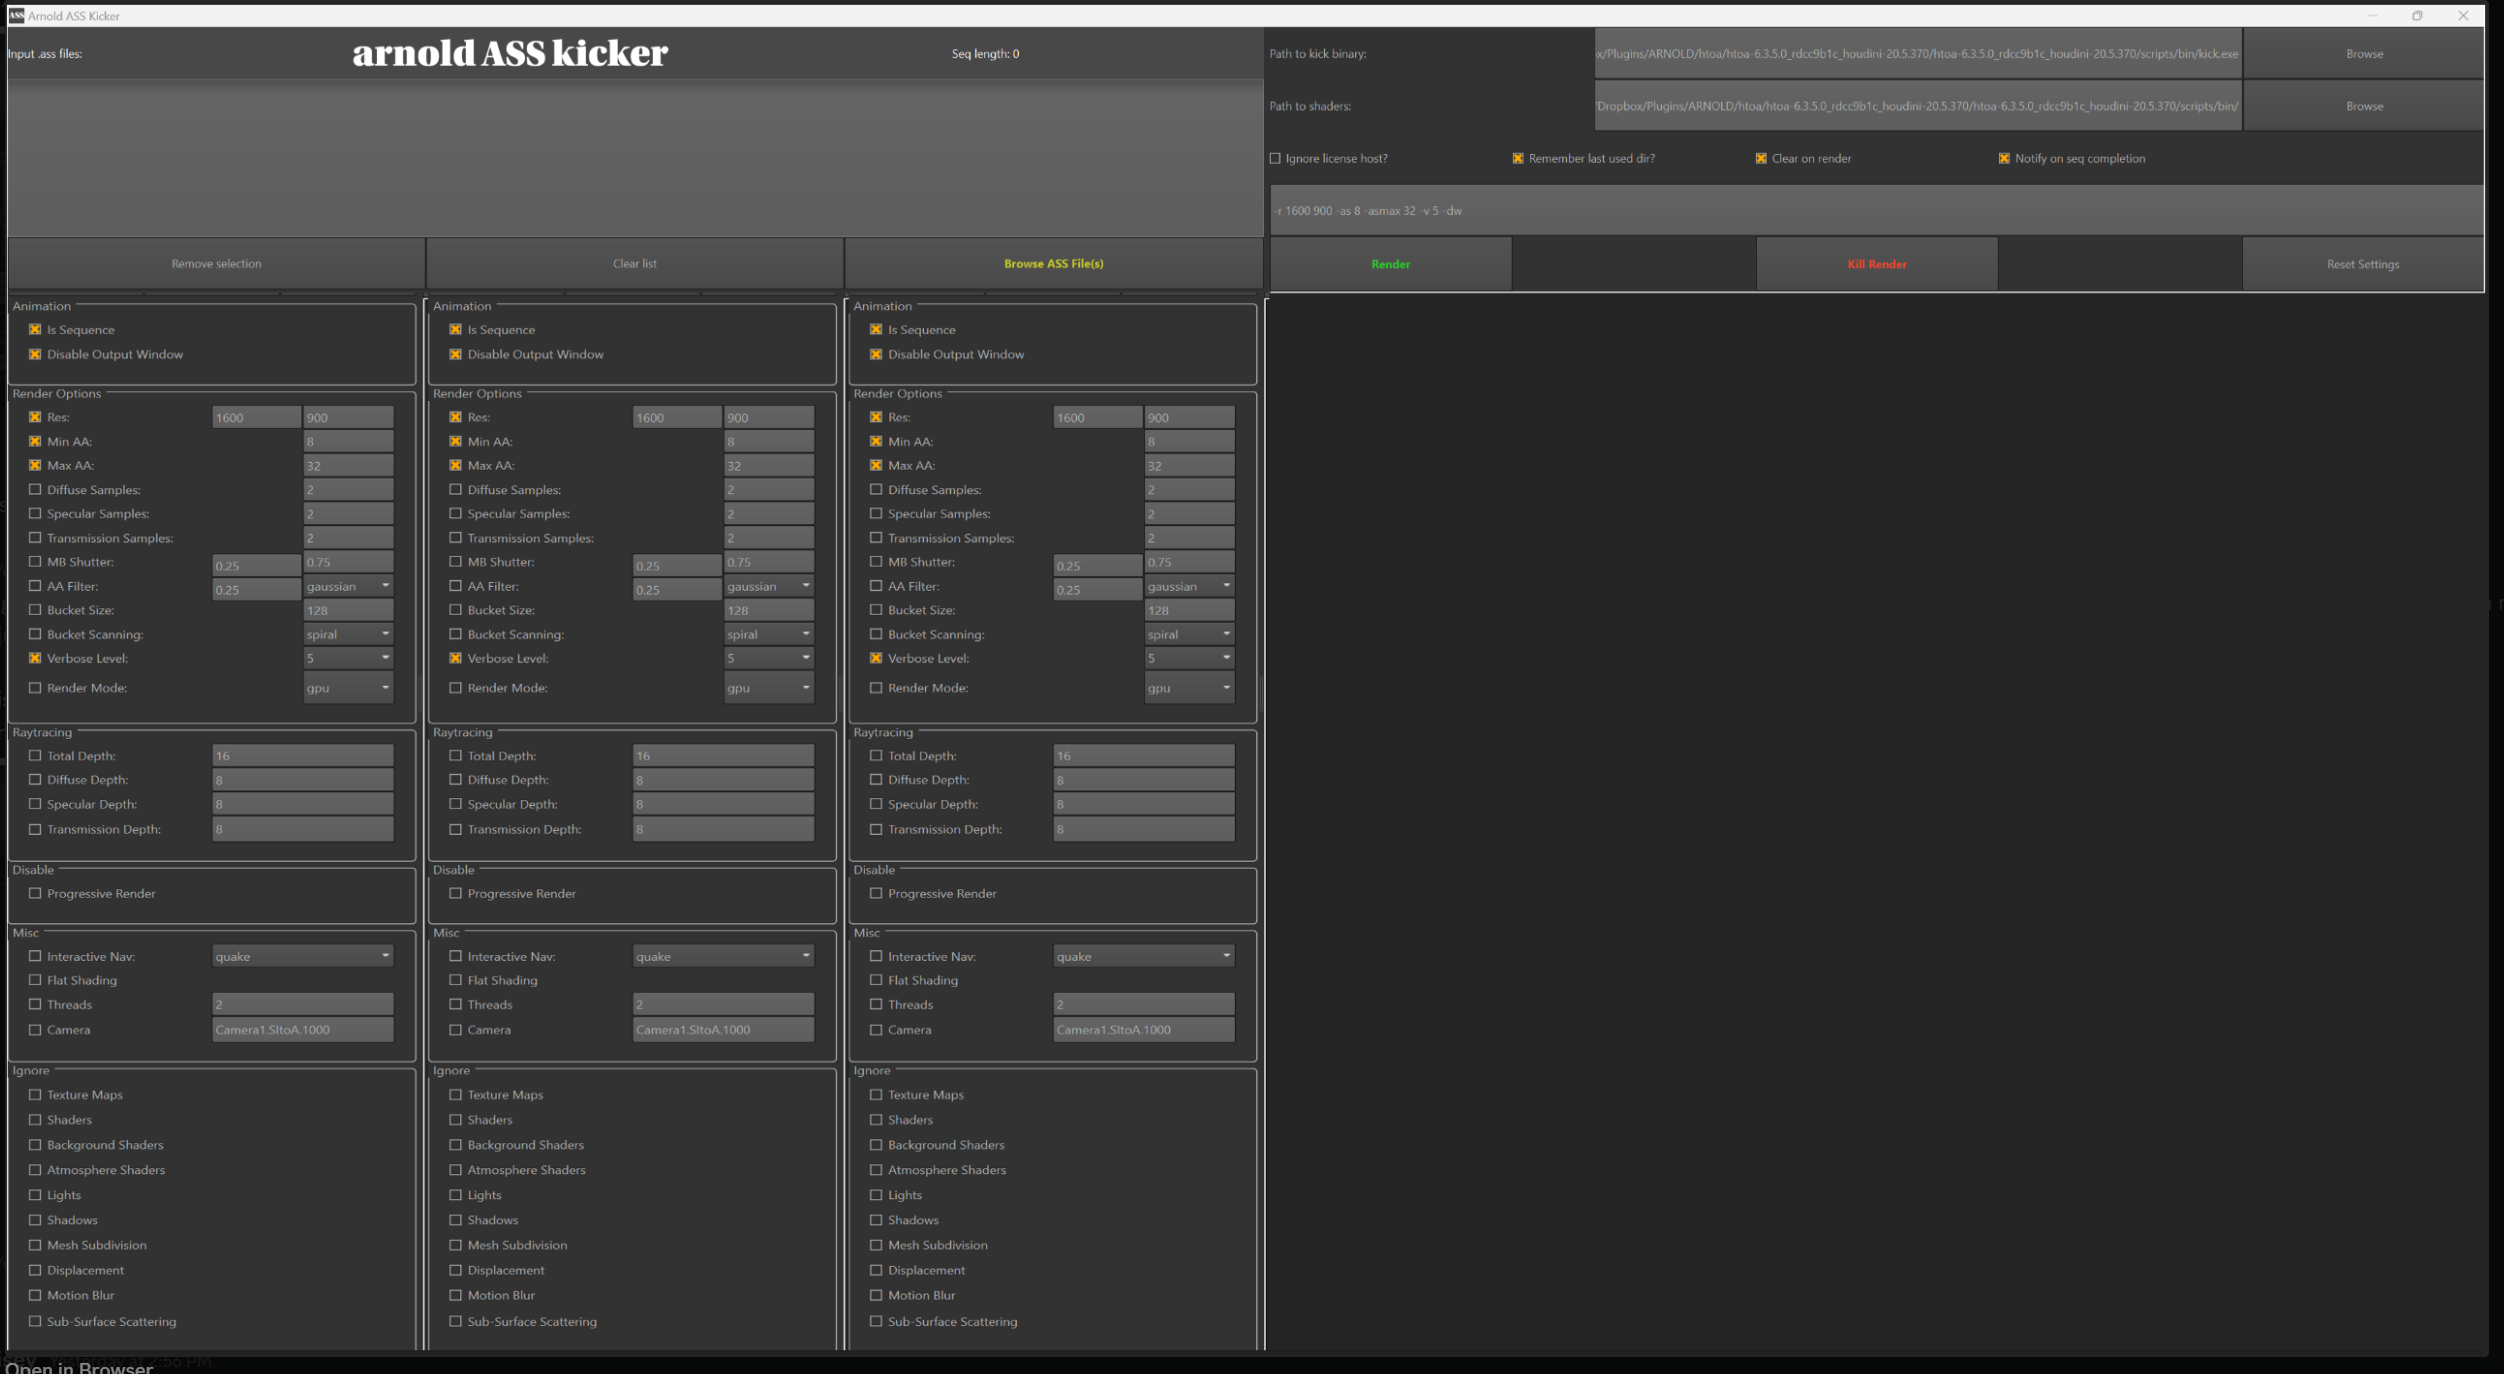 Arnold ASS Kicker
Input .ass files:
arnold ASS kicker
Seq length: 0
Remove selection
Clear list
Browse ASS File(s)
Path to kick binary:
x/Plugins/ARNOLD/htoa/htoa-6.3.5.0_rdcc9b1c_houdini-20.5.370/htoa-6.3.5.0_rdcc9b1c_houdini-20.5.370/scripts/bin/kick.exe
Browse
Path to shaders:
'Dropbox/Plugins/ARNOLD/htoa/htoa-6.3.5.0_rdcc9b1c_houdini-20.5.370/htoa-6.3.5.0_rdcc9b1c_houdini-20.5.370/scripts/bin/
Browse
Ignore license host?
Remember last used dir?
Clear on render
Notify on seq completion
-r 1600 900 -as 8 -asmax 32 -v 5 -dw
Render
Kill Render
Reset Settings
Animation
Is Sequence
Disable Output Window
Render Options
Res: 1600 900
Min AA: 8
Max AA: 32
Diffuse Samples: 2
Specular Samples: 2
Transmission Samples: 2
MB Shutter: 0.25 0.75
AA Filter: 0.25 gaussian
Bucket Size: 128
Bucket Scanning: spiral
Verbose Level: 5
Render Mode: gpu
Raytracing
Total Depth: 16
Diffuse Depth: 8
Specular Depth: 8
Transmission Depth: 8
Disable
Progressive Render
Misc
Interactive Nav: quake
Flat Shading
Threads 2
Camera Camera1.SItoA.1000
Ignore
Texture Maps
Shaders
Background Shaders
Atmosphere Shaders
Lights
Shadows
Mesh Subdivision
Displacement
Motion Blur
Sub-Surface Scattering
Animation
Is Sequence
Disable Output Window
Render Options
Res: 1600 900
Min AA: 8
Max AA: 32
Diffuse Samples: 2
Specular Samples: 2
Transmission Samples: 2
MB Shutter: 0.25 0.75
AA Filter: 0.25 gaussian
Bucket Size: 128
Bucket Scanning: spiral
Verbose Level: 5
Render Mode: gpu
Raytracing
Total Depth: 16
Diffuse Depth: 8
Specular Depth: 8
Transmission Depth: 8
Disable
Progressive Render
Misc
Interactive Nav: quake
Flat Shading
Threads 2
Camera Camera1.SItoA.1000
Ignore
Texture Maps
Shaders
Background Shaders
Atmosphere Shaders
Lights
Shadows
Mesh Subdivision
Displacement
Motion Blur
Sub-Surface Scattering
Animation
Is Sequence
Disable Output Window
Render Options
Res: 1600 900
Min AA: 8
Max AA: 32
Diffuse Samples: 2
Specular Samples: 2
Transmission Samples: 2
MB Shutter: 0.25 0.75
AA Filter: 0.25 gaussian
Bucket Size: 128
Bucket Scanning: spiral
Verbose Level: 5
Render Mode: gpu
Raytracing
Total Depth: 16
Diffuse Depth: 8
Specular Depth: 8
Transmission Depth: 8
Disable
Progressive Render
Misc
Interactive Nav: quake
Flat Shading
Threads 2
Camera Camera1.SItoA.1000
Ignore
Texture Maps
Shaders
Background Shaders
Atmosphere Shaders
Lights
Shadows
Mesh Subdivision
Displacement
Motion Blur
Sub-Surface Scattering
Yesterday at 2:56 PM
Open in Browser